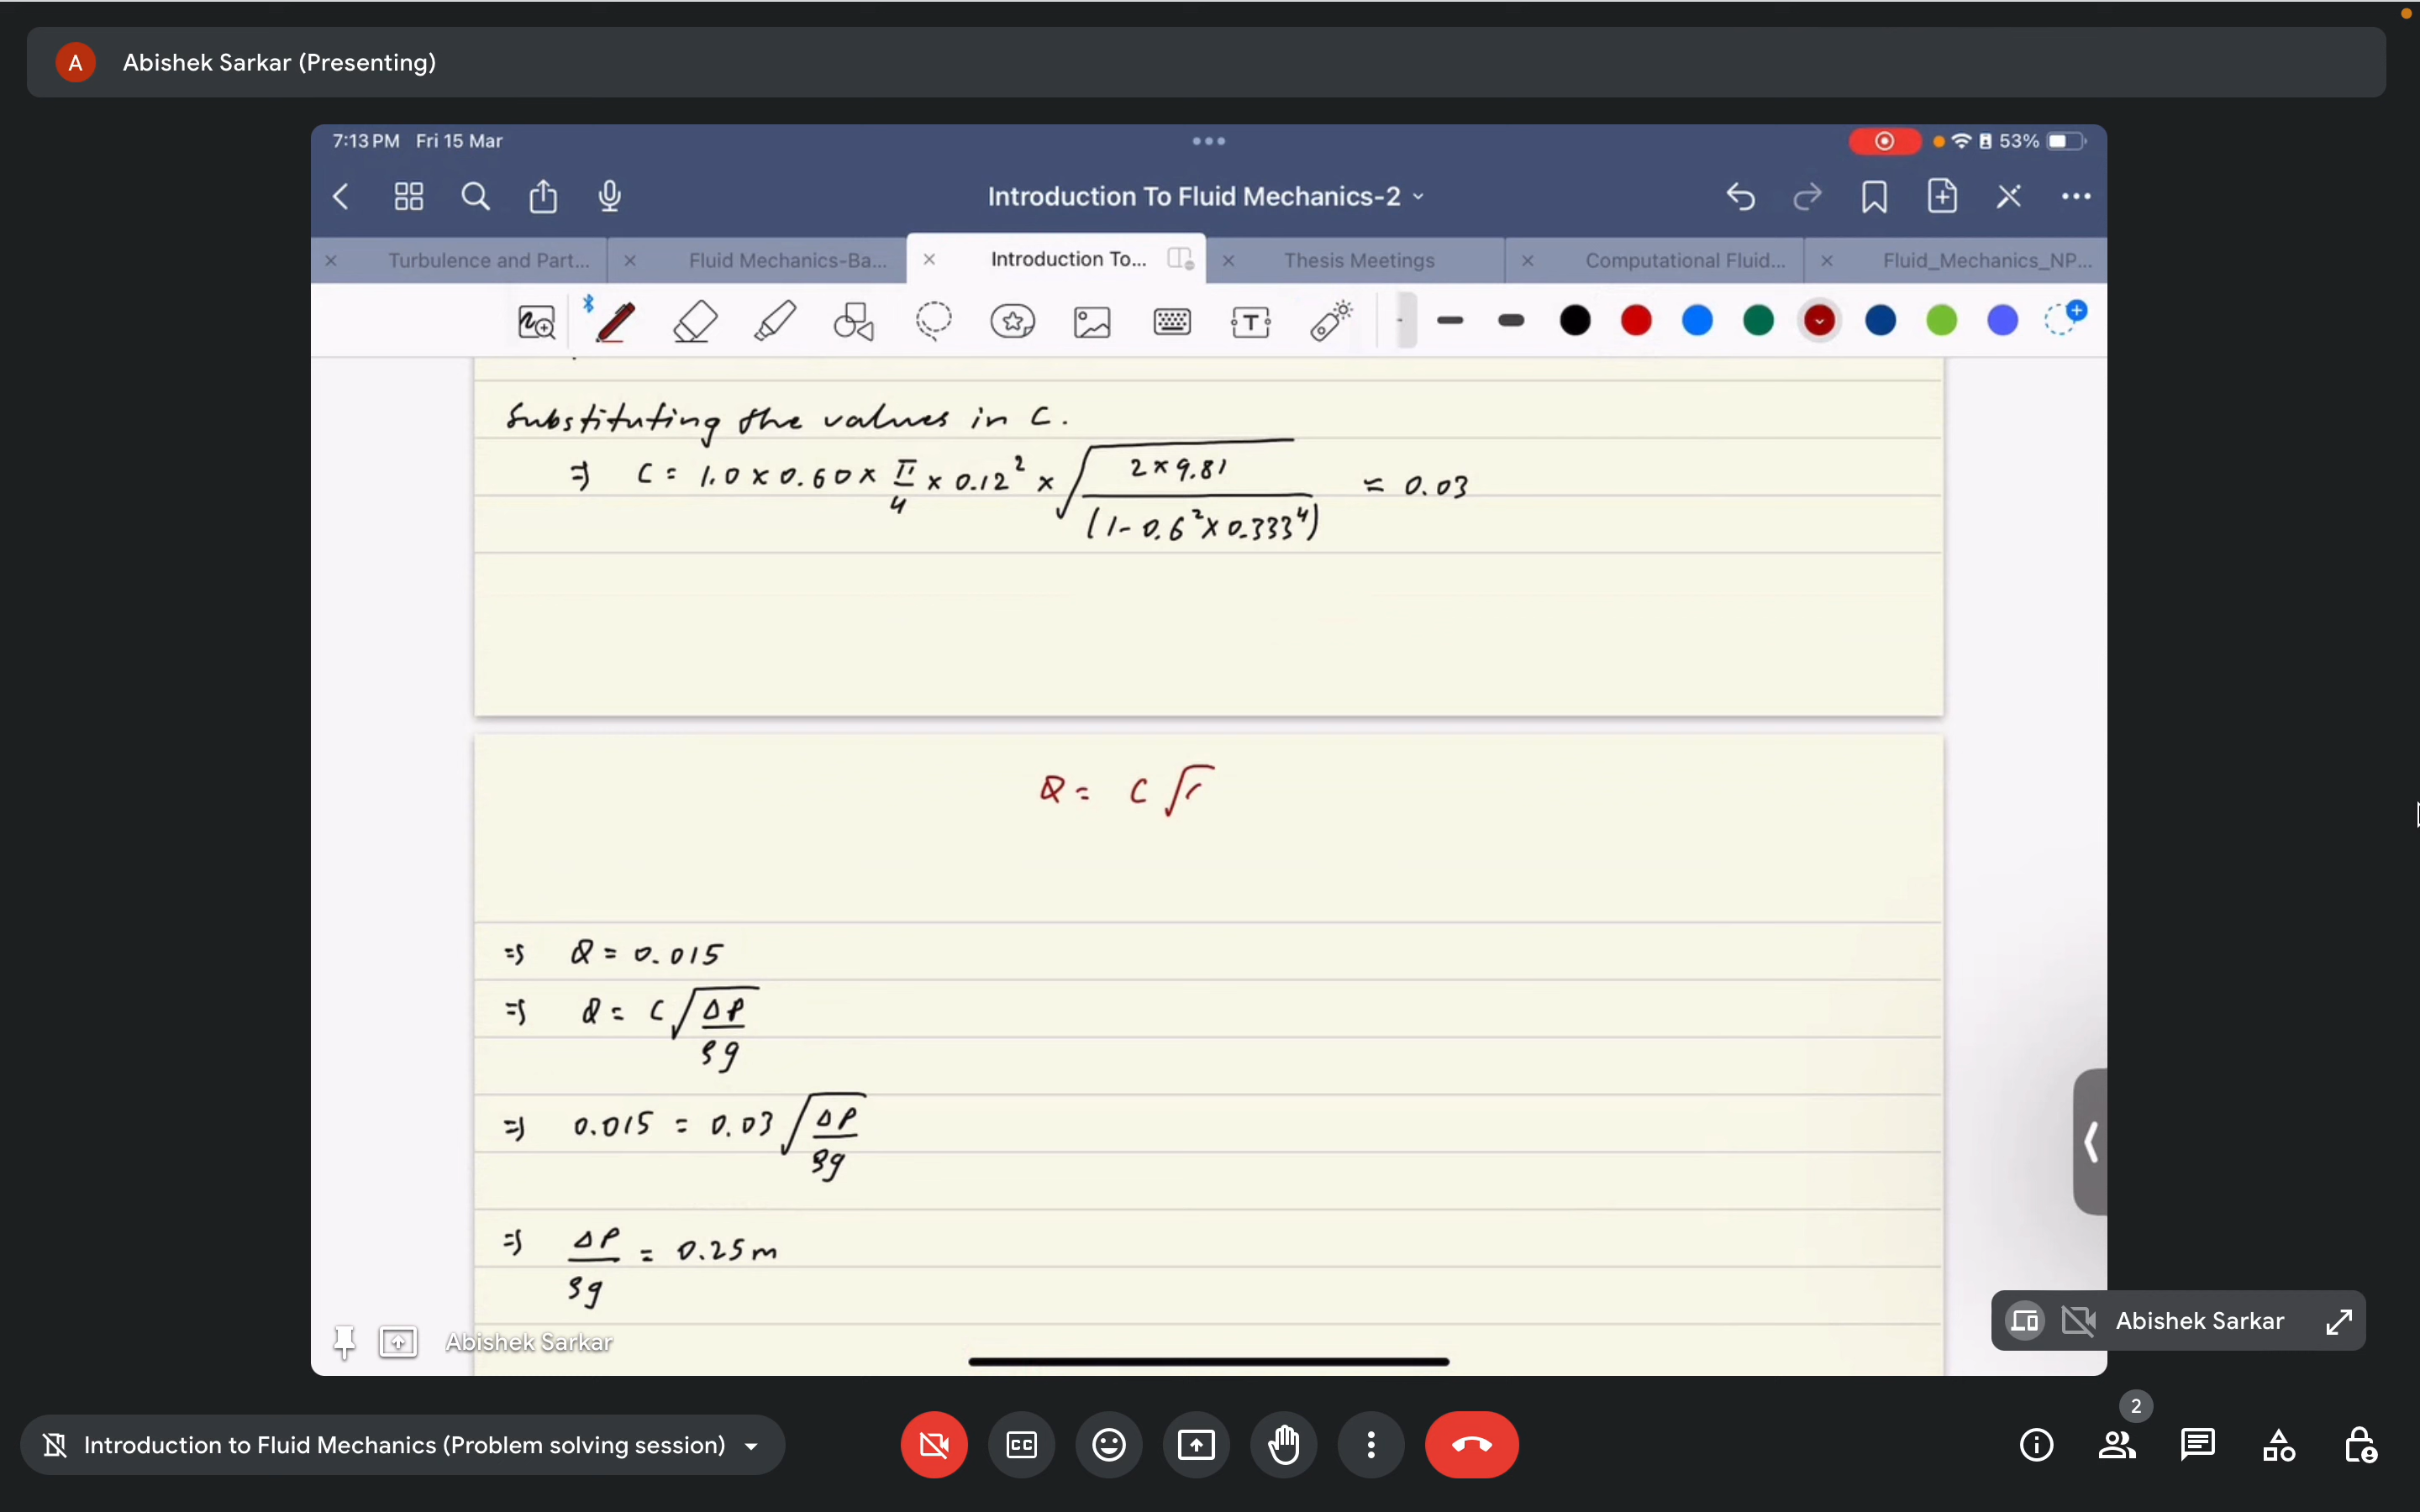 A Abishek Sarkar (Presenting)
7:13 PM Fri 15 Mar
53%
Introduction To Fluid Mechanics-2
Turbulence and Part...
Fluid Mechanics-Ba...
Introduction To...
Thesis Meetings
Computational Fluid...
Fluid_Mechanics_NP...
T
Substituting the values in C.
⇒ C = 1.0 × 0.60 × π/4 × 0.12² × √(2×9.81/(1-0.6²×0.333⁴)) ≈ 0.03
Q = C √
⇒ Q = 0.015
⇒ Q = C √(ΔP/ρg)
⇒ 0.015 = 0.03 √(ΔP/ρg)
⇒ ΔP/ρg = 0.25 m
Abishek Sarkar
Abishek Sarkar
2
Introduction to Fluid Mechanics (Problem solving session)
CC